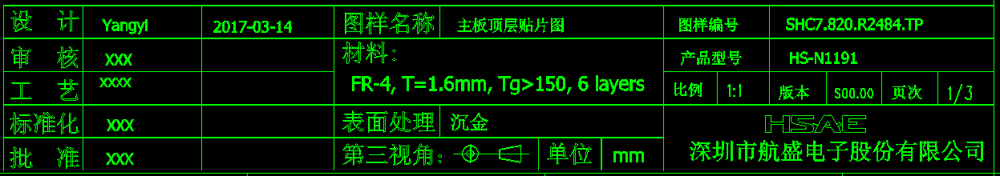 设 计 Yangyl 2017-03-14 图样名称 主板顶层贴片图 图样编号 SHC7.820.R2484.TP
审 核 XXX 材料: 产品型号 HS-N1191
工 艺 XXXX FR-4, T=1.6mm, Tg>150, 6 layers 比例 1:1 版本 S00.00 页次 1/3
标准化 XXX 表面处理 沉金 HSAE
批 准 XXX 第三视角: 单位 mm 深圳市航盛电子股份有限公司